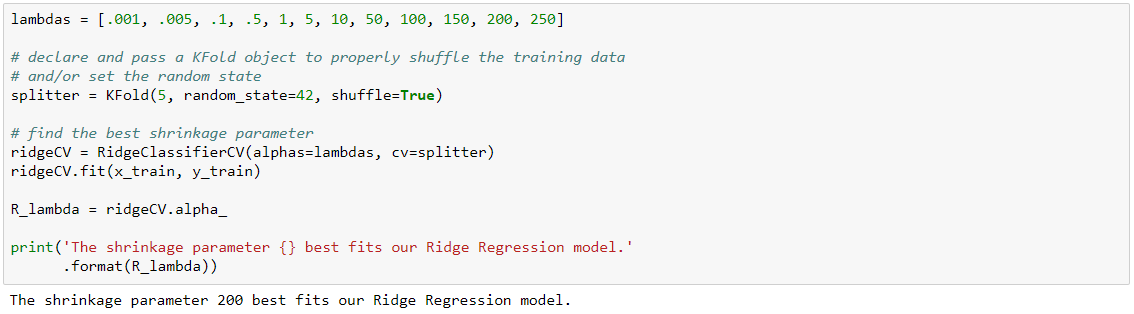 lambdas = [.001, .005, .1, .5, 1, 5, 10, 50, 100, 150, 200, 250]
# declare and pass a KFold object to properly shuffle the training data
# and/or set the random state
splitter = KFold(5, random_state=42, shuffle=True)
# find the best shrinkage parameter
ridgeCV = RidgeClassifierCV(alphas=lambdas, cv=splitter)
ridgeCV.fit(x_train, y_train)
R_lambda = ridgeCV.alpha_
print('The shrinkage parameter {} best fits our Ridge Regression model.'
      .format(R_lambda))
The shrinkage parameter 200 best fits our Ridge Regression model.